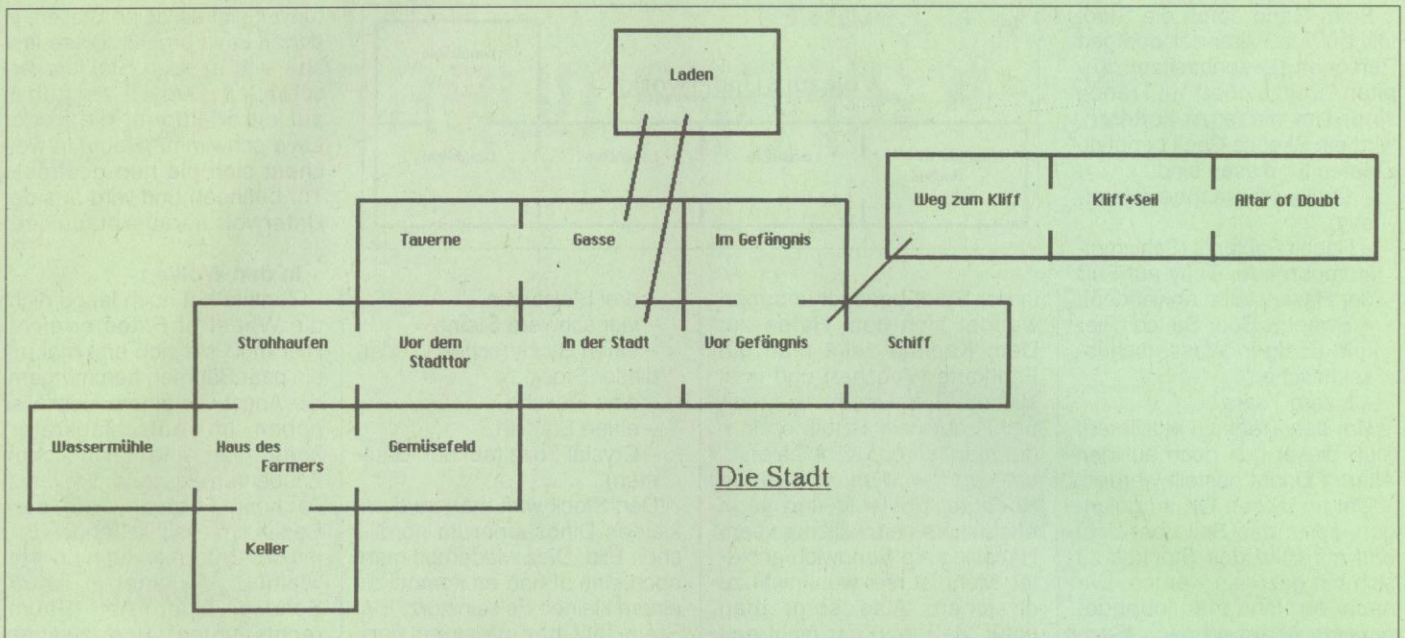 Laden
Weg zum Kliff
Kliff+Seil
Altar of Doubt
Taverne
Gasse
Im Gefängnis
Strohhaufen
Vor dem
Stadttor
In der Stadt
Vor Gefängnis
Schiff
Wassermühle
Haus des
Farmers
Gemüsefeld
Die Stadt
Keller